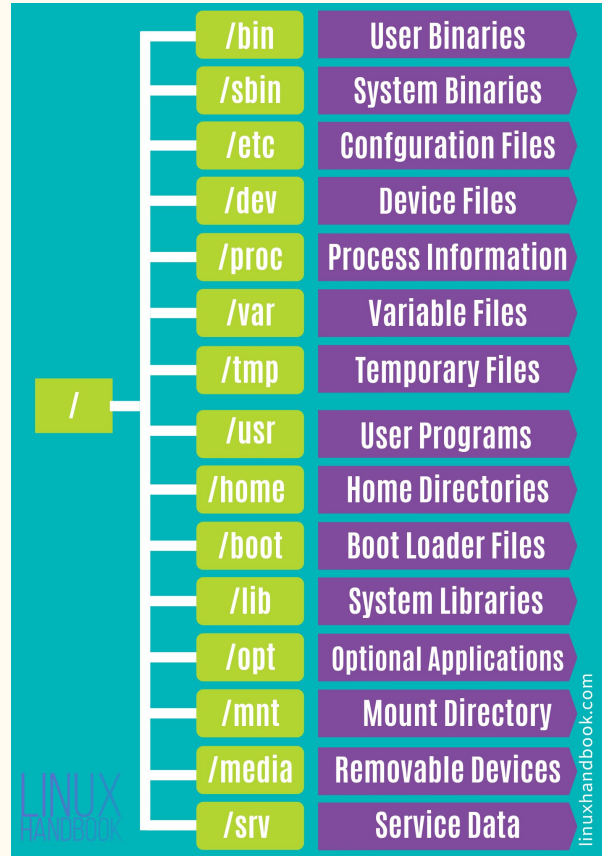 /bin User Binaries
/sbin System Binaries
/etc Confguration Files
/dev Device Files
/proc Process Information
/var Variable Files
/tmp Temporary Files
/
/usr User Programs
/home Home Directories
/boot Boot Loader Files
/lib System Libraries
/opt Optional Applications
/mnt Mount Directory
/media Removable Devices
/srv Service Data
LINUX
HANDBOOK
linuxhandbook.com